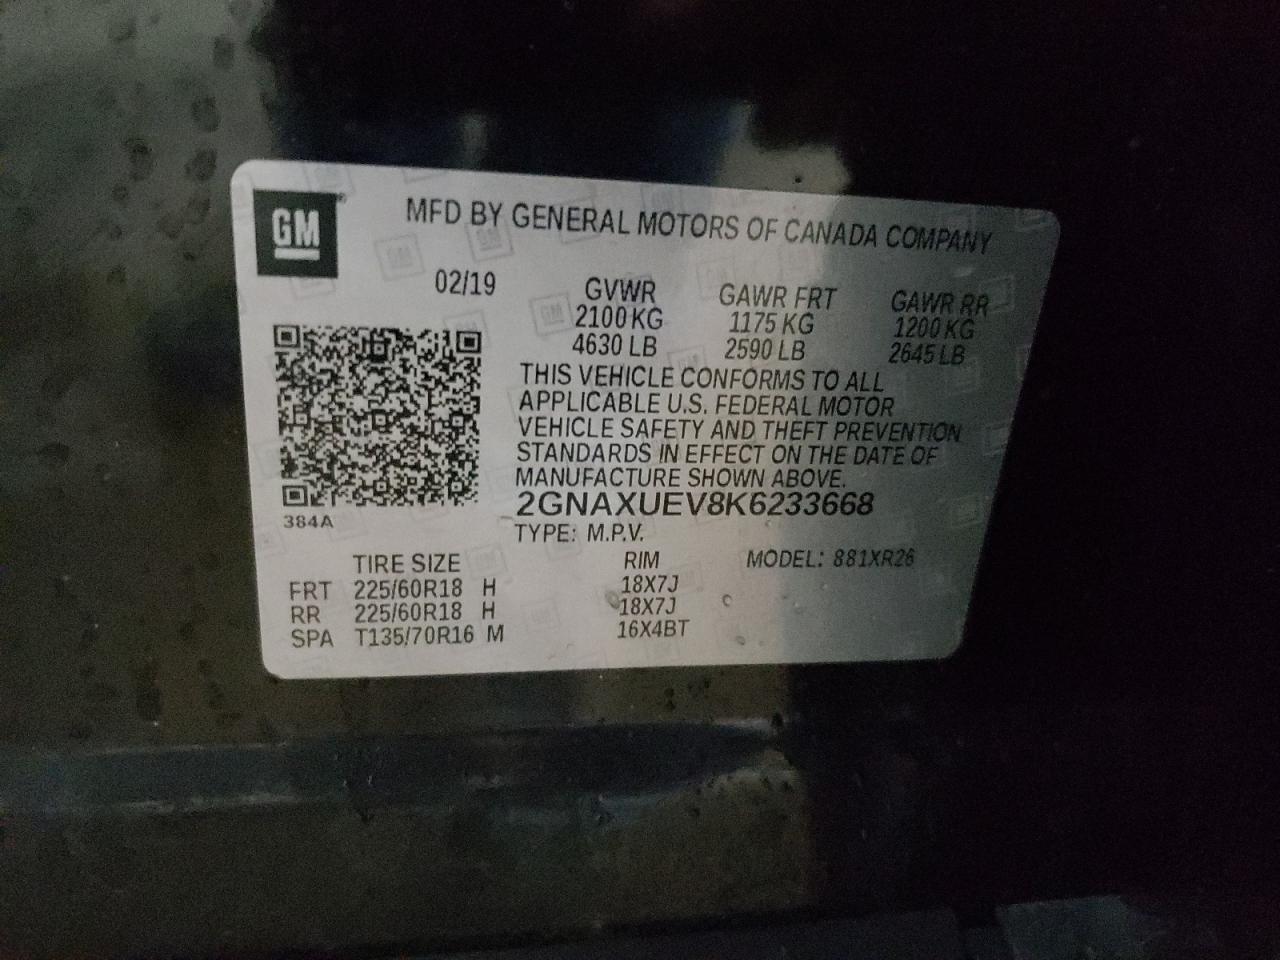 GM
MFD BY GENERAL MOTORS OF CANADA COMPANY
02/19 GVWR GAWR FRT GAWR RR
2100 KG 1175 KG 1200 KG
4630 LB 2590 LB 2645 LB
THIS VEHICLE CONFORMS TO ALL
APPLICABLE U.S. FEDERAL MOTOR
VEHICLE SAFETY AND THEFT PREVENTION
STANDARDS IN EFFECT ON THE DATE OF
MANUFACTURE SHOWN ABOVE.
2GNAXUEV8K6233668
384A
TYPE: M.P.V.
TIRE SIZE RIM MODEL: 881XR26
FRT 225/60R18 H 18X7J
RR 225/60R18 H 18X7J
SPA T135/70R16 M 16X4BT